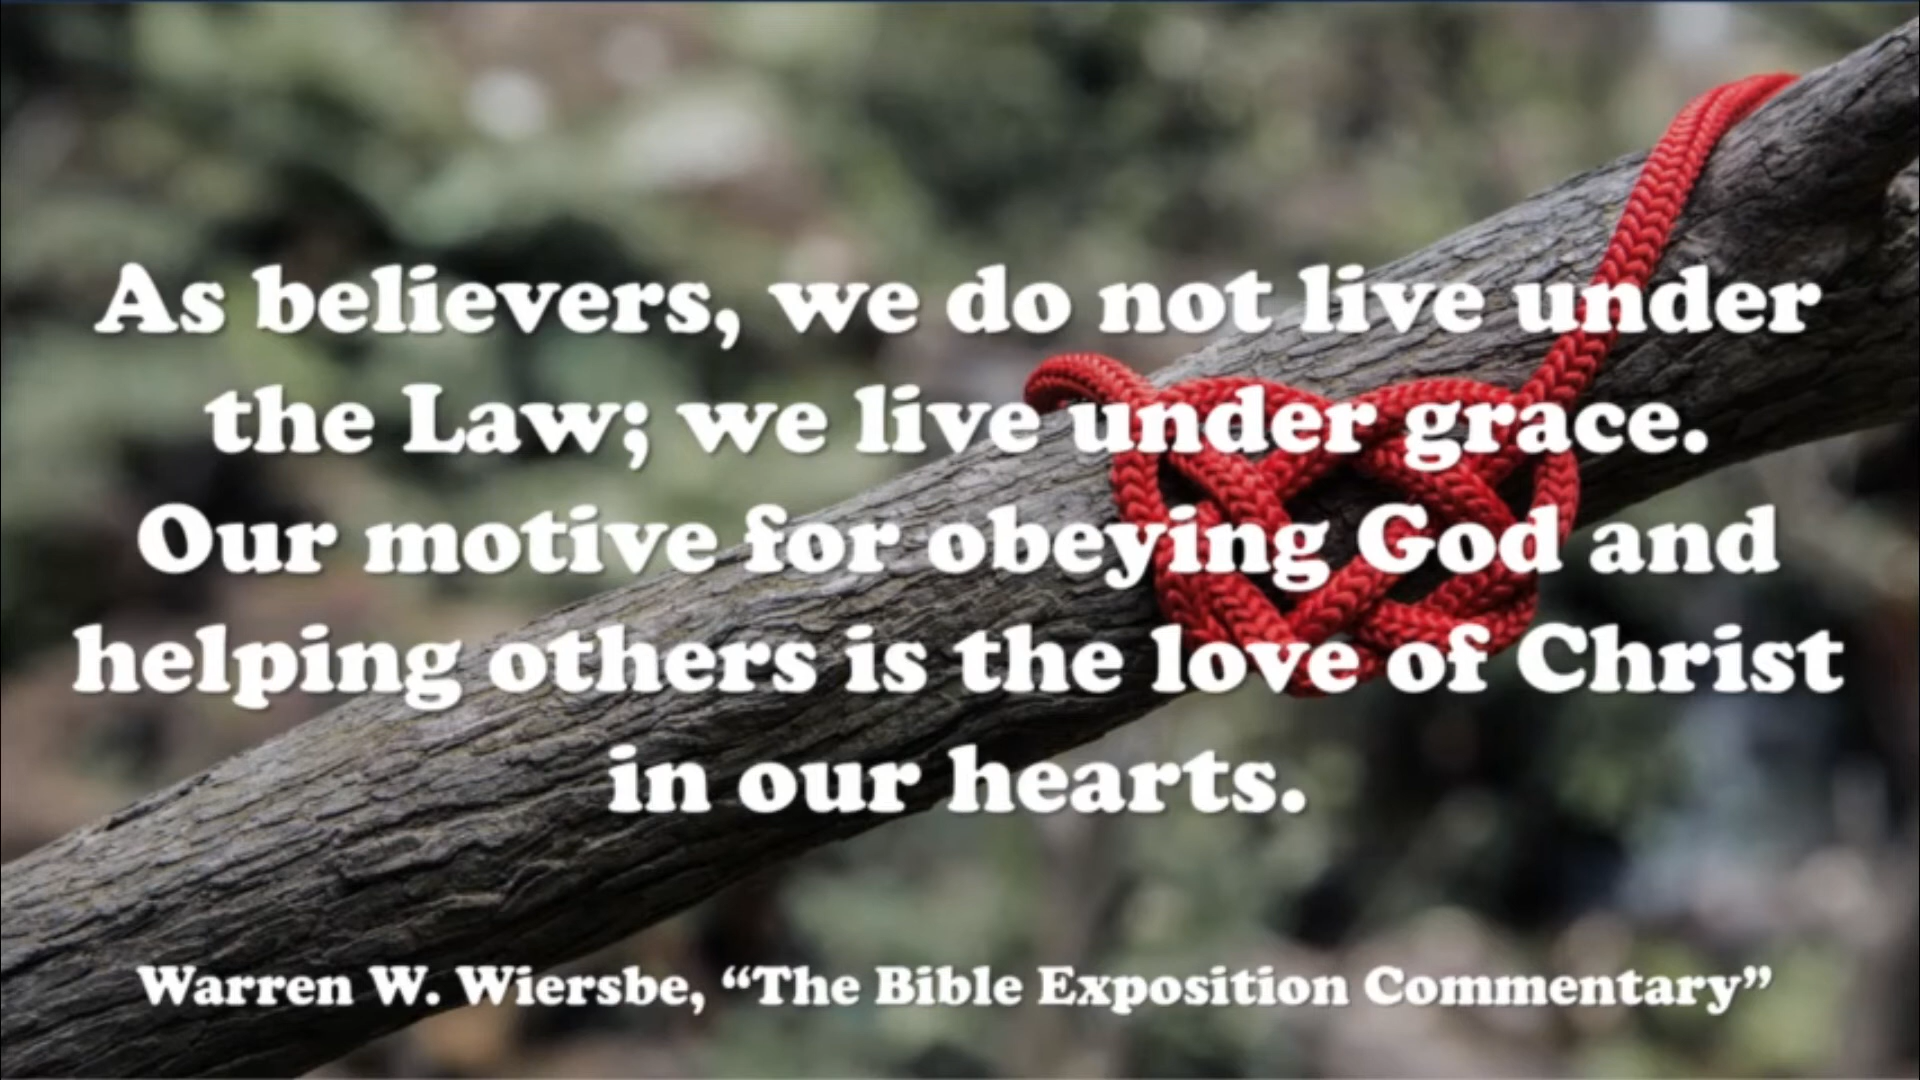 As believers, we do not live under
the Law; we live under grace.
Our motive for obeying God and
helping others is the love of Christ
in our hearts.
Warren W. Wiersbe, “The Bible Exposition Commentary”